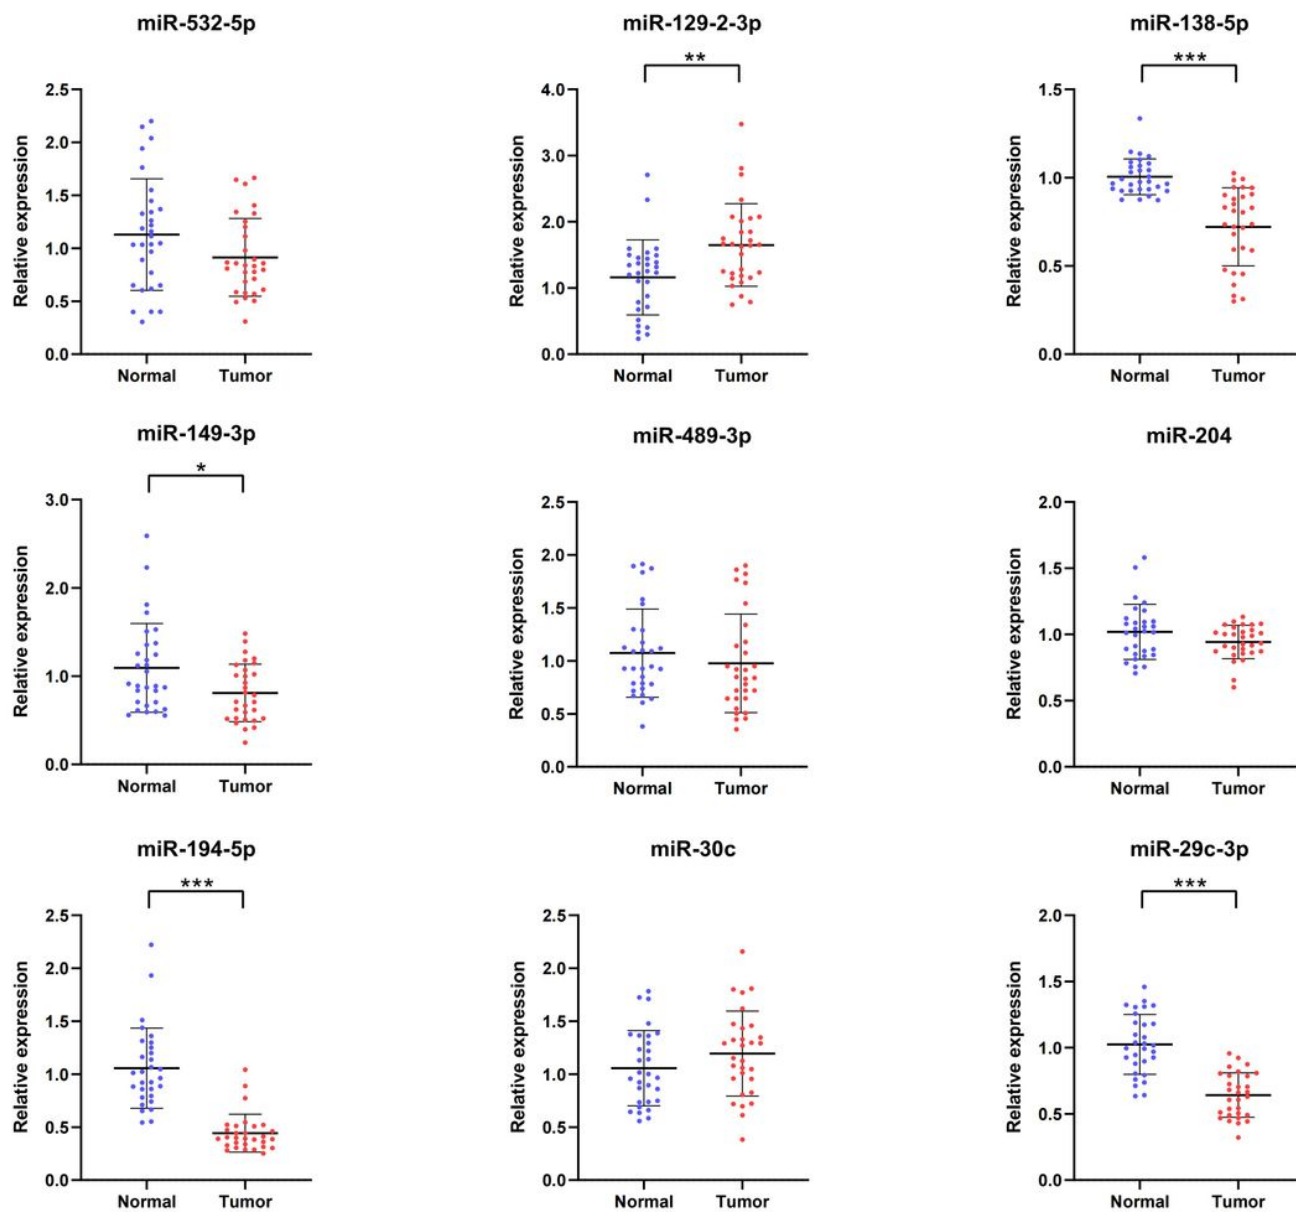 miR-532-5p
Relative expression
2.5
2.0
1.5
1.0
0.5
0.0
Normal Tumor
miR-129-2-3p
**
Relative expression
4.0
3.0
2.0
1.0
0.0
Normal Tumor
miR-138-5p
***
Relative expression
1.5
1.0
0.5
0.0
Normal Tumor
miR-149-3p
*
Relative expression
3.0
2.0
1.0
0.0
Normal Tumor
miR-489-3p
Relative expression
2.5
2.0
1.5
1.0
0.5
0.0
Normal Tumor
miR-204
Relative expression
2.0
1.5
1.0
0.5
0.0
Normal Tumor
miR-194-5p
***
Relative expression
2.5
2.0
1.5
1.0
0.5
0.0
Normal Tumor
miR-30c
Relative expression
2.5
2.0
1.5
1.0
0.5
0.0
Normal Tumor
miR-29c-3p
***
Relative expression
2.0
1.5
1.0
0.5
0.0
Normal Tumor